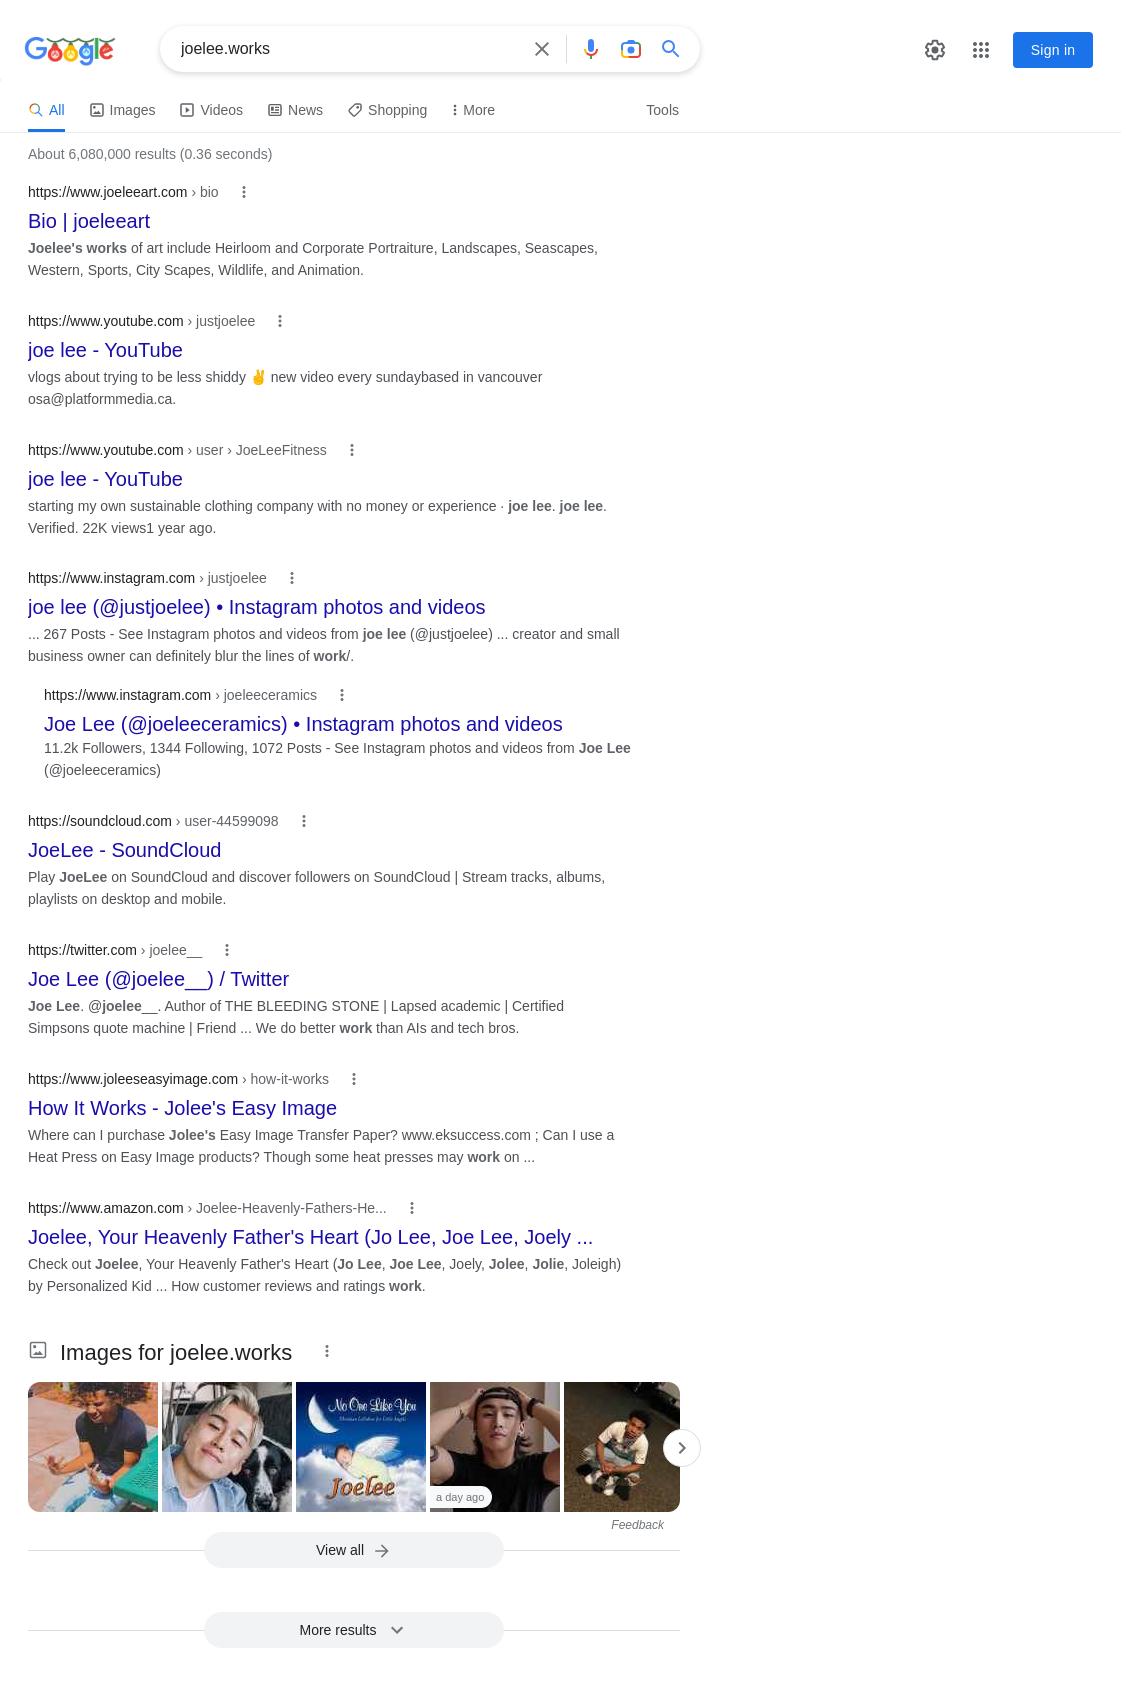 Google
joelee.works
Sign in
All
Images
Videos
News
Shopping
More
Tools
About 6,080,000 results (0.36 seconds)
https://www.joeleeart.com › bio
Bio | joeleeart
Joelee's works of art include Heirloom and Corporate Portraiture, Landscapes, Seascapes,
Western, Sports, City Scapes, Wildlife, and Animation.
https://www.youtube.com › justjoelee
joe lee - YouTube
vlogs about trying to be less shiddy ✌️ new video every sundaybased in vancouver
osa@platformmedia.ca.
https://www.youtube.com › user › JoeLeeFitness
joe lee - YouTube
starting my own sustainable clothing company with no money or experience · joe lee. joe lee.
Verified. 22K views1 year ago.
https://www.instagram.com › justjoelee
joe lee (@justjoelee) • Instagram photos and videos
... 267 Posts - See Instagram photos and videos from joe lee (@justjoelee) ... creator and small
business owner can definitely blur the lines of work/.
https://www.instagram.com › joeleeceramics
Joe Lee (@joeleeceramics) • Instagram photos and videos
11.2k Followers, 1344 Following, 1072 Posts - See Instagram photos and videos from Joe Lee
(@joeleeceramics)
https://soundcloud.com › user-44599098
JoeLee - SoundCloud
Play JoeLee on SoundCloud and discover followers on SoundCloud | Stream tracks, albums,
playlists on desktop and mobile.
https://twitter.com › joelee__
Joe Lee (@joelee__) / Twitter
Joe Lee. @joelee__. Author of THE BLEEDING STONE | Lapsed academic | Certified
Simpsons quote machine | Friend ... We do better work than AIs and tech bros.
https://www.joleeseasyimage.com › how-it-works
How It Works - Jolee's Easy Image
Where can I purchase Jolee's Easy Image Transfer Paper? www.eksuccess.com ; Can I use a
Heat Press on Easy Image products? Though some heat presses may work on ...
https://www.amazon.com › Joelee-Heavenly-Fathers-He...
Joelee, Your Heavenly Father's Heart (Jo Lee, Joe Lee, Joely ...
Check out Joelee, Your Heavenly Father's Heart (Jo Lee, Joe Lee, Joely, Jolee, Jolie, Joleigh)
by Personalized Kid ... How customer reviews and ratings work.
Images for joelee.works
No One Like You
Christian Lullabies for Little Angels
Joelee
a day ago
Feedback
View all
More results